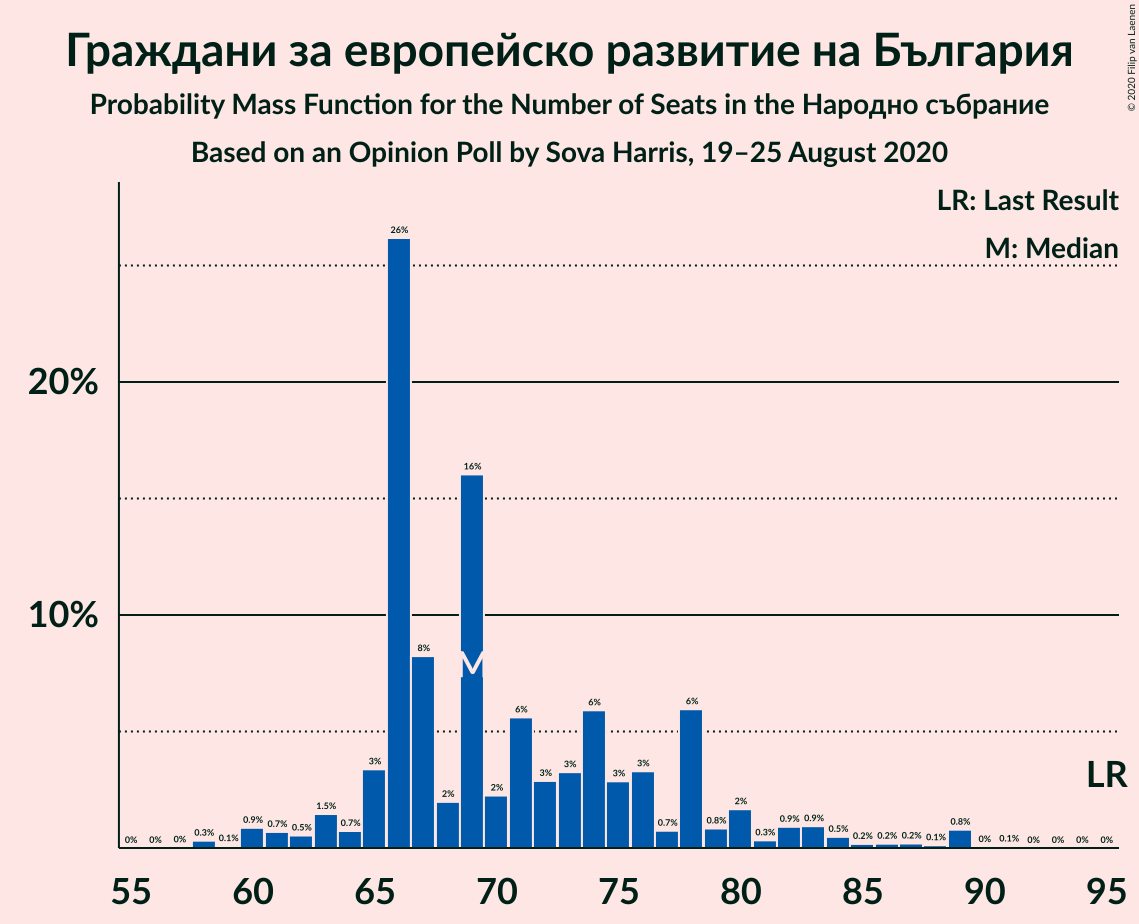 Граждани за европейско развитие на България
Probability Mass Function for the Number of Seats in the Народно събрание
Based on an Opinion Poll by Sova Harris, 19–25 August 2020
© 2020 Filip van Laenen
LR: Last Result
M: Median
20%
10%
0% 0% 0% 0.3% 0.1% 0.9% 0.7% 0.5% 1.5% 0.7% 3% 26% 8% 2% 16% 2% 6% 3% 3% 6% 3% 3% 0.7% 6% 0.8% 2% 0.3% 0.9% 0.9% 0.5% 0.2% 0.2% 0.2% 0.1% 0.8% 0% 0.1% 0% 0% 0% 0%
M
LR
55 60 65 70 75 80 85 90 95